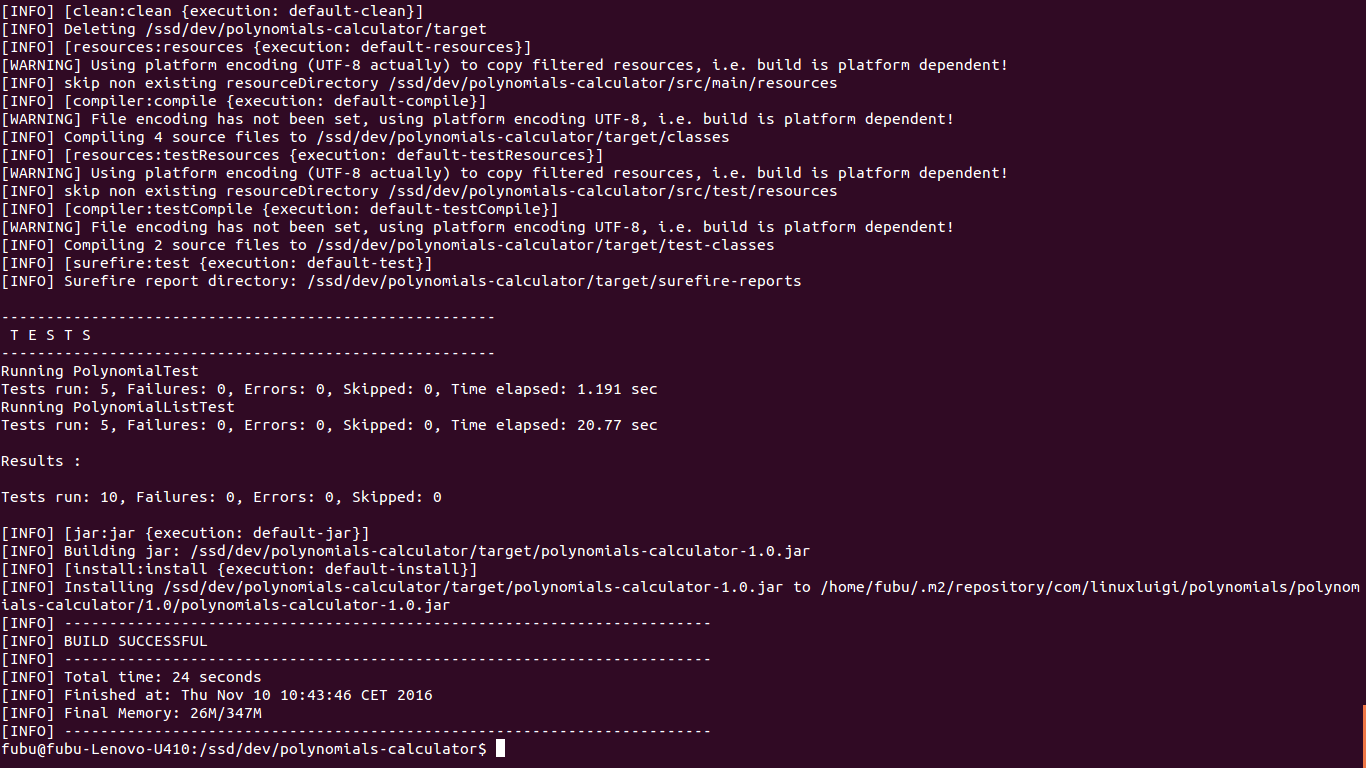 [INFO] [clean:clean {execution: default-clean}]
[INFO] Deleting /ssd/dev/polynomials-calculator/target
[INFO] [resources:resources {execution: default-resources}]
[WARNING] Using platform encoding (UTF-8 actually) to copy filtered resources, i.e. build is platform dependent!
[INFO] skip non existing resourceDirectory /ssd/dev/polynomials-calculator/src/main/resources
[INFO] [compiler:compile {execution: default-compile}]
[WARNING] File encoding has not been set, using platform encoding UTF-8, i.e. build is platform dependent!
[INFO] Compiling 4 source files to /ssd/dev/polynomials-calculator/target/classes
[INFO] [resources:testResources {execution: default-testResources}]
[WARNING] Using platform encoding (UTF-8 actually) to copy filtered resources, i.e. build is platform dependent!
[INFO] skip non existing resourceDirectory /ssd/dev/polynomials-calculator/src/test/resources
[INFO] [compiler:testCompile {execution: default-testCompile}]
[WARNING] File encoding has not been set, using platform encoding UTF-8, i.e. build is platform dependent!
[INFO] Compiling 2 source files to /ssd/dev/polynomials-calculator/target/test-classes
[INFO] [surefire:test {execution: default-test}]
[INFO] Surefire report directory: /ssd/dev/polynomials-calculator/target/surefire-reports

-------------------------------------------------------
 T E S T S
-------------------------------------------------------
Running PolynomialTest
Tests run: 5, Failures: 0, Errors: 0, Skipped: 0, Time elapsed: 1.191 sec
Running PolynomialListTest
Tests run: 5, Failures: 0, Errors: 0, Skipped: 0, Time elapsed: 20.77 sec

Results :

Tests run: 10, Failures: 0, Errors: 0, Skipped: 0

[INFO] [jar:jar {execution: default-jar}]
[INFO] Building jar: /ssd/dev/polynomials-calculator/target/polynomials-calculator-1.0.jar
[INFO] [install:install {execution: default-install}]
[INFO] Installing /ssd/dev/polynomials-calculator/target/polynomials-calculator-1.0.jar to /home/fubu/.m2/repository/com/linuxluigi/polynomials/polynom
ials-calculator/1.0/polynomials-calculator-1.0.jar
[INFO] ------------------------------------------------------------------------
[INFO] BUILD SUCCESSFUL
[INFO] ------------------------------------------------------------------------
[INFO] Total time: 24 seconds
[INFO] Finished at: Thu Nov 10 10:43:46 CET 2016
[INFO] Final Memory: 26M/347M
[INFO] ------------------------------------------------------------------------
fubu@fubu-Lenovo-U410:/ssd/dev/polynomials-calculator$